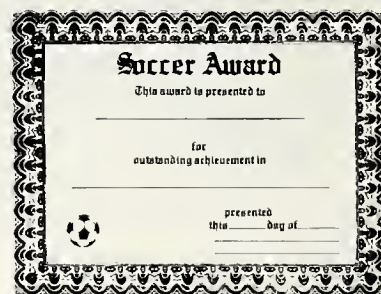 Soccer Award
This award is presented to
for
outstanding achievement in
presented
this day of